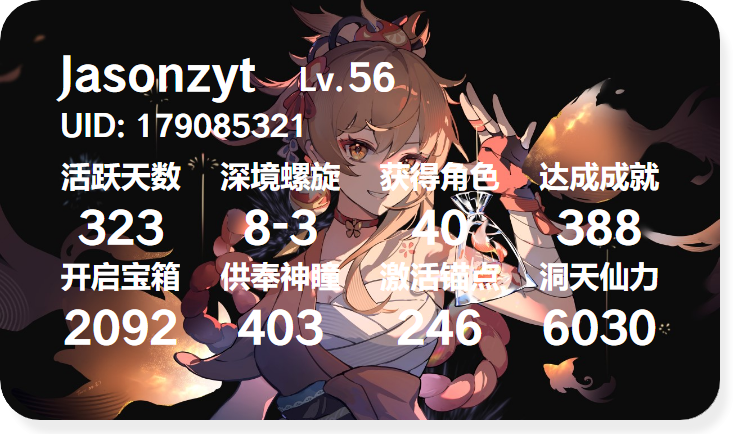 Jasonzyt Lv.56
UID: 179085321
活跃天数 深境螺旋 获得角色 达成成就
323 8-3 40 388
开启宝箱 供奉神瞳 激活锚点 洞天仙力
2092 403 246 6030